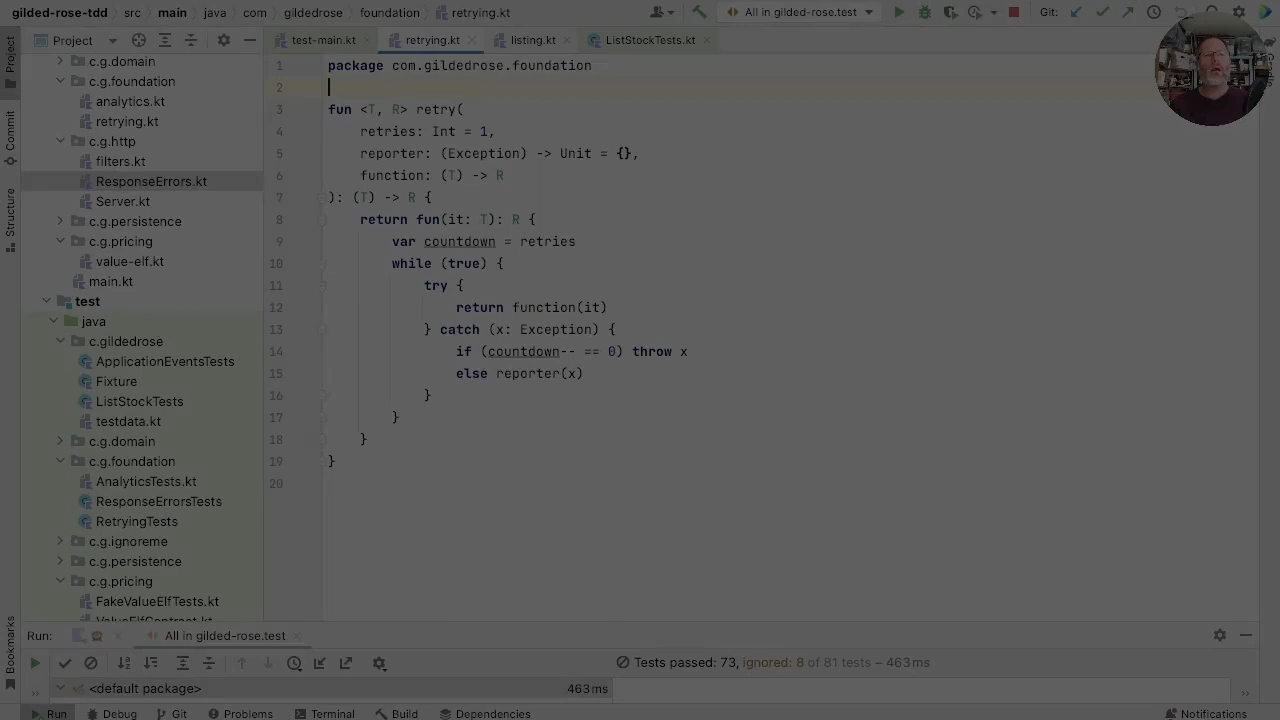 gilded-rose-tdd › src › main › java › com › gildedrose › foundation › retrying.kt
All in gilded-rose.test
Git:
Project
test-main.kt
retrying.kt
listing.kt
ListStockTests.kt
Project
Commit
Structure
Bookmarks
c.g.domain
c.g.foundation
analytics.kt
retrying.kt
c.g.http
filters.kt
ResponseErrors.kt
Server.kt
c.g.persistence
c.g.pricing
value-elf.kt
main.kt
test
java
c.gildedrose
ApplicationEventsTests
Fixture
ListStockTests
testdata.kt
c.g.domain
c.g.foundation
AnalyticsTests.kt
ResponseErrorsTests
RetryingTests
c.g.ignoreme
c.g.persistence
c.g.pricing
FakeValueElfTests.kt
ValueElfContract.kt
1 package com.gildedrose.foundation
2
3 fun <T, R> retry(
4     retries: Int = 1,
5     reporter: (Exception) -> Unit = {},
6     function: (T) -> R
7 ): (T) -> R {
8     return fun(it: T): R {
9         var countdown = retries
10         while (true) {
11             try {
12                 return function(it)
13             } catch (x: Exception) {
14                 if (countdown-- == 0) throw x
15                 else reporter(x)
16             }
17         }
18     }
19 }
20
Gradle
Run:
All in gilded-rose.test
Tests passed: 73, ignored: 8 of 81 tests – 463 ms
<default package> 463 ms
Run
Debug
Git
Problems
Terminal
Build
Dependencies
Notifications